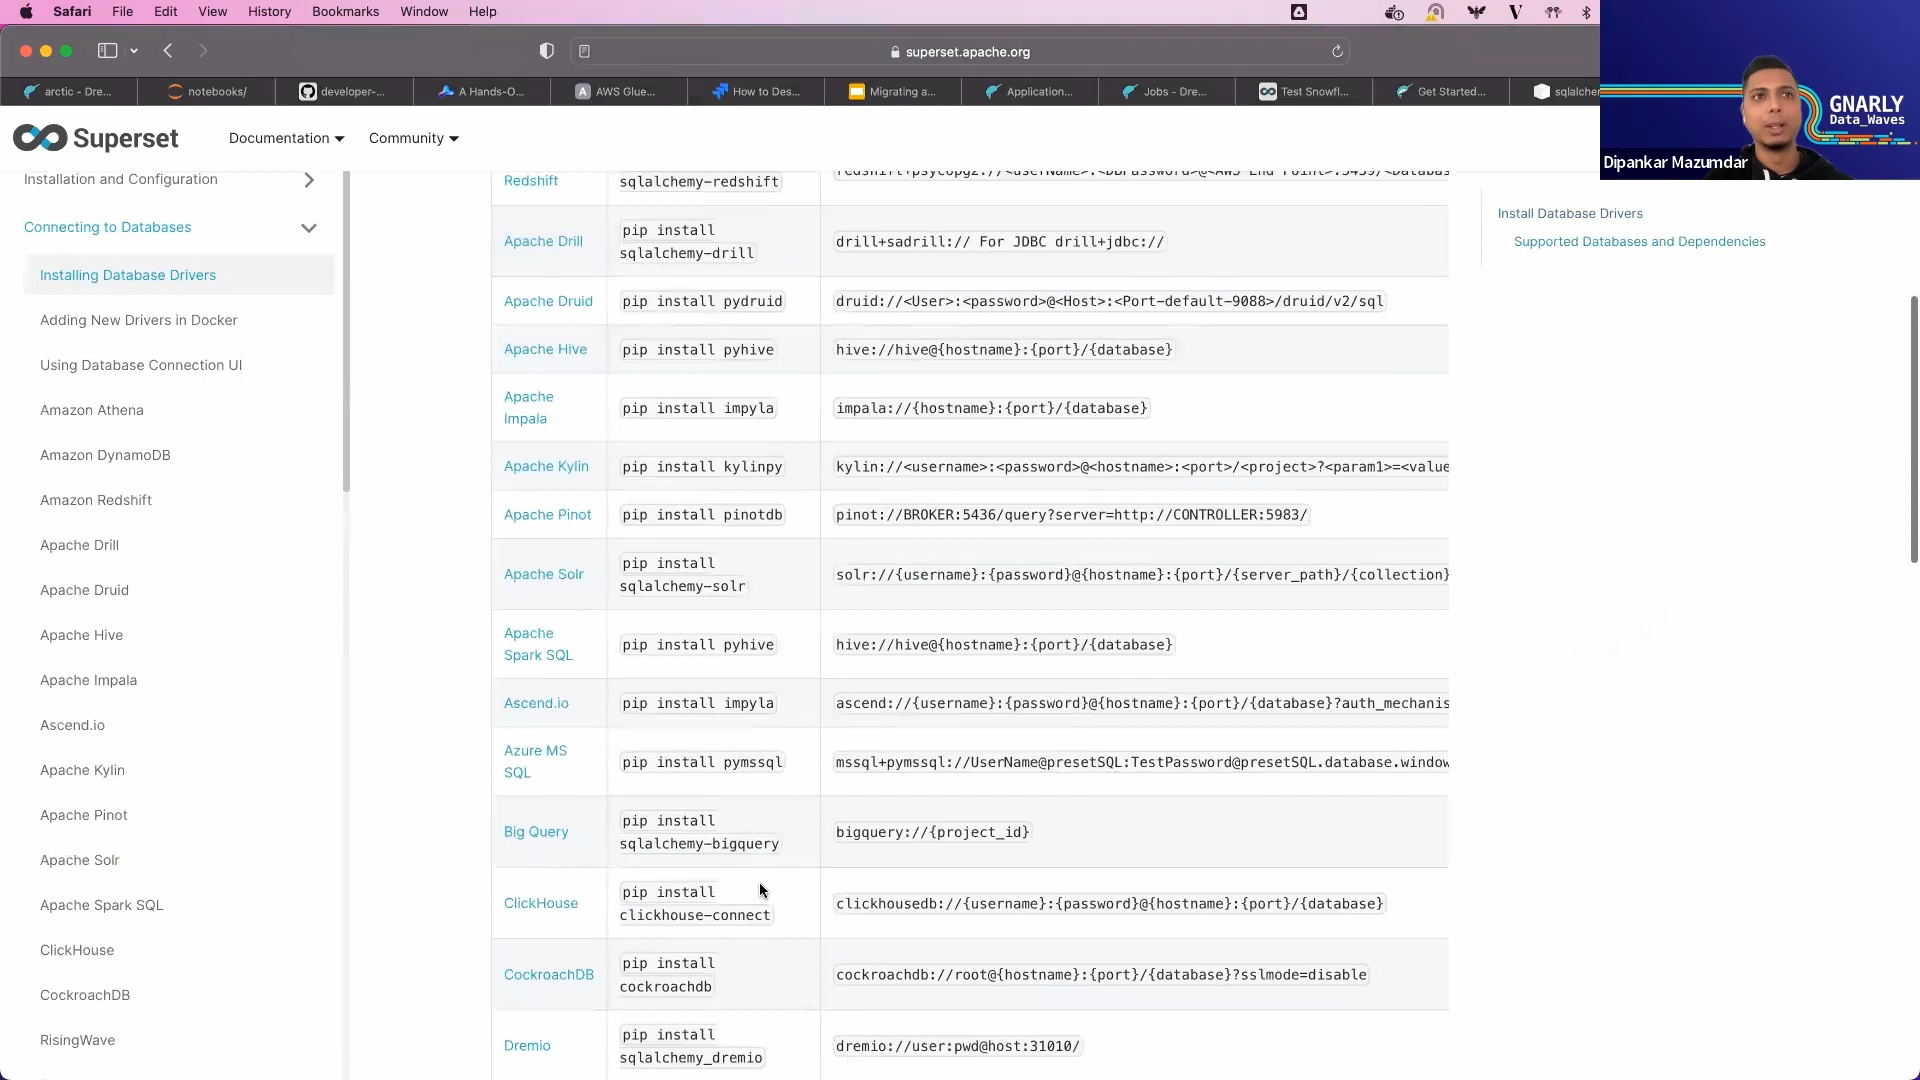 Safari File Edit View History Bookmarks Window Help
superset.apache.org
arctic - Dre... notebooks/ developer-... A Hands-O... AWS Glue... How to Des... Migrating a... Application... Jobs - Dre... Test Snowfl... Get Started... sqlalche
GNARLY
Data_Waves
Dipankar Mazumdar
Superset Documentation Community
Installation and Configuration
Connecting to Databases
Installing Database Drivers
Adding New Drivers in Docker
Using Database Connection UI
Amazon Athena
Amazon DynamoDB
Amazon Redshift
Apache Drill
Apache Druid
Apache Hive
Apache Impala
Ascend.io
Apache Kylin
Apache Pinot
Apache Solr
Apache Spark SQL
ClickHouse
CockroachDB
RisingWave
Redshift sqlalchemy-redshift
Apache Drill pip install
sqlalchemy-drill drill+sadrill:// For JDBC drill+jdbc://
Apache Druid pip install pydruid druid://<User>:<password>@<Host>:<Port-default-9088>/druid/v2/sql
Apache Hive pip install pyhive hive://hive@{hostname}:{port}/{database}
Apache
Impala pip install impyla impala://{hostname}:{port}/{database}
Apache Kylin pip install kylinpy kylin://<username>:<password>@<hostname>:<port>/<project>?<param1>=<value
Apache Pinot pip install pinotdb pinot://BROKER:5436/query?server=http://CONTROLLER:5983/
Apache Solr pip install
sqlalchemy-solr solr://{username}:{password}@{hostname}:{port}/{server_path}/{collection}
Apache
Spark SQL pip install pyhive hive://hive@{hostname}:{port}/{database}
Ascend.io pip install impyla ascend://{username}:{password}@{hostname}:{port}/{database}?auth_mechanis
Azure MS
SQL pip install pymssql mssql+pymssql://UserName@presetSQL:TestPassword@presetSQL.database.window
Big Query pip install
sqlalchemy-bigquery bigquery://{project_id}
ClickHouse pip install
clickhouse-connect clickhousedb://{username}:{password}@{hostname}:{port}/{database}
CockroachDB pip install
cockroachdb cockroachdb://root@{hostname}:{port}/{database}?sslmode=disable
Dremio pip install
sqlalchemy_dremio dremio://user:pwd@host:31010/
Install Database Drivers
Supported Databases and Dependencies